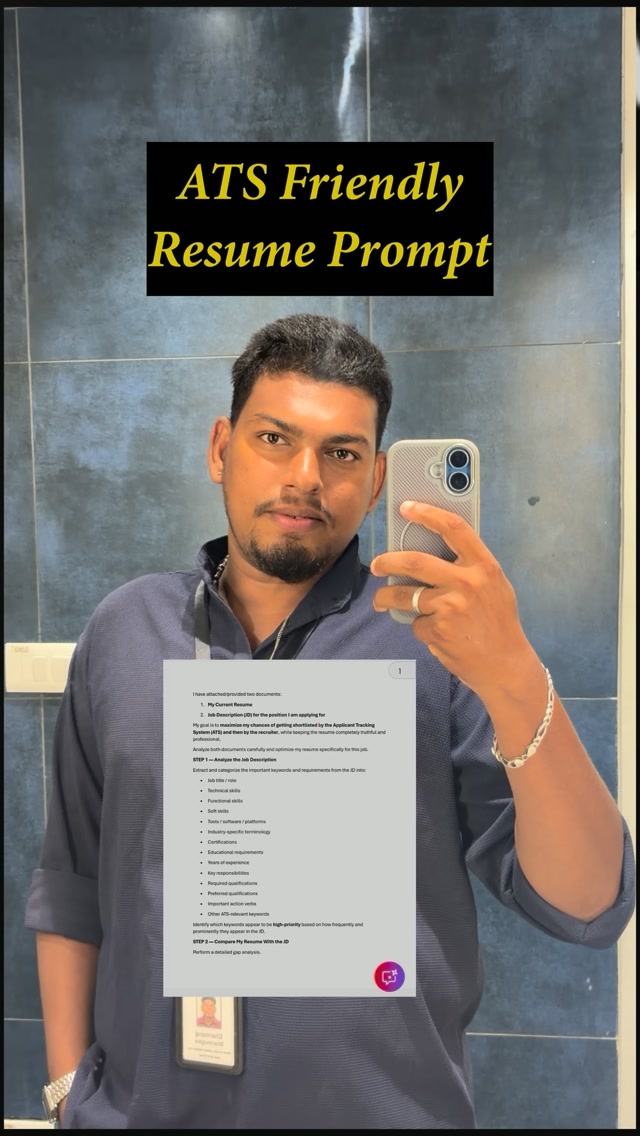 ATS Friendly
Resume Prompt
1
I have attached/provided two documents:
1. My Current Resume
2. Job Description (JD) for the position I am applying for
My goal is to maximize my chances of getting shortlisted by the Applicant Tracking
System (ATS) and then by the recruiter, while keeping the resume completely truthful and
professional.
Analyze both documents carefully and optimize my resume specifically for this job.
STEP 1 — Analyze the Job Description
Extract and categorize the important keywords and requirements from the JD into:
• Job title / role
• Technical skills
• Functional skills
• Soft skills
• Tools / software / platforms
• Industry-specific terminology
• Certifications
• Educational requirements
• Years of experience
• Key responsibilities
• Required qualifications
• Preferred qualifications
• Important action verbs
• Other ATS-relevant keywords
Identify which keywords appear to be high-priority based on how frequently and
prominently they appear in the JD.
STEP 2 — Compare My Resume With the JD
Perform a detailed gap analysis.